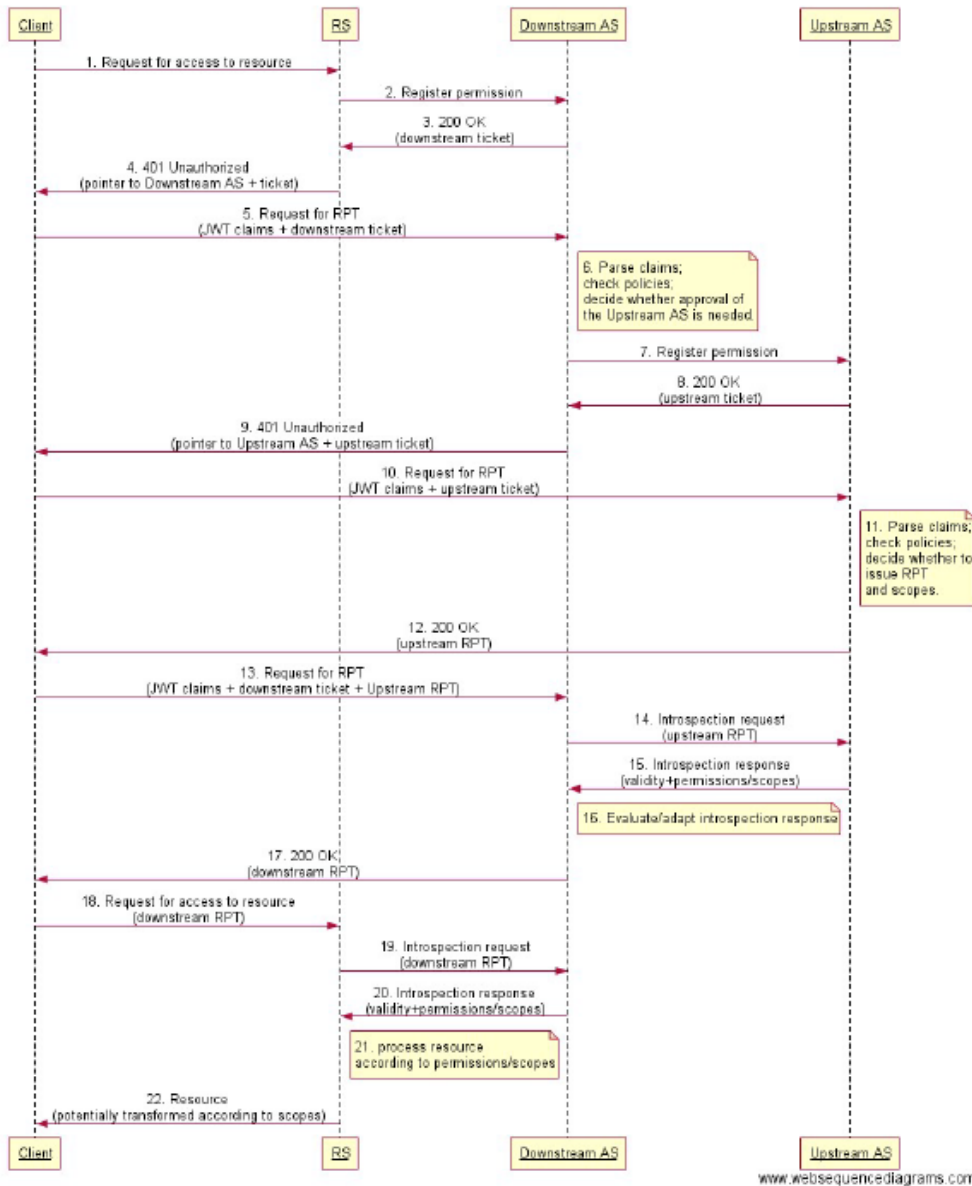 Client
RS
Downstream AS
Upstream AS
1. Request for access to resource
2. Register permission
3. 200 OK
(downstream ticket)
4. 401 Unauthorized
(pointer to Downstream AS + ticket)
5. Request for RPT
(JWT claims + downstream ticket)
6. Parse claims;
check policies;
decide whether approval of
the Upstream AS is needed.
7. Register permission
8. 200 OK
(upstream ticket)
9. 401 Unauthorized
(pointer to Upstream AS + upstream ticket)
10. Request for RPT
(JWT claims + upstream ticket)
11. Parse claims;
check policies;
decide whether to
issue RPT
and scopes.
12. 200 OK
(upstream RPT)
13. Request for RPT
(JWT claims + downstream ticket + Upstream RPT)
14. Introspection request
(upstream RPT)
15. Introspection response
(validity+permissions/scopes)
16. Evaluate/adapt introspection response
17. 200 OK
(downstream RPT)
18. Request for access to resource
(downstream RPT)
19. Introspection request
(downstream RPT)
20. Introspection response
(validity+permissions/scopes)
21. process resource
according to permissions/scopes
22. Resource
(potentially transformed according to scopes)
Client
RS
Downstream AS
Upstream AS
www.websequencediagrams.com